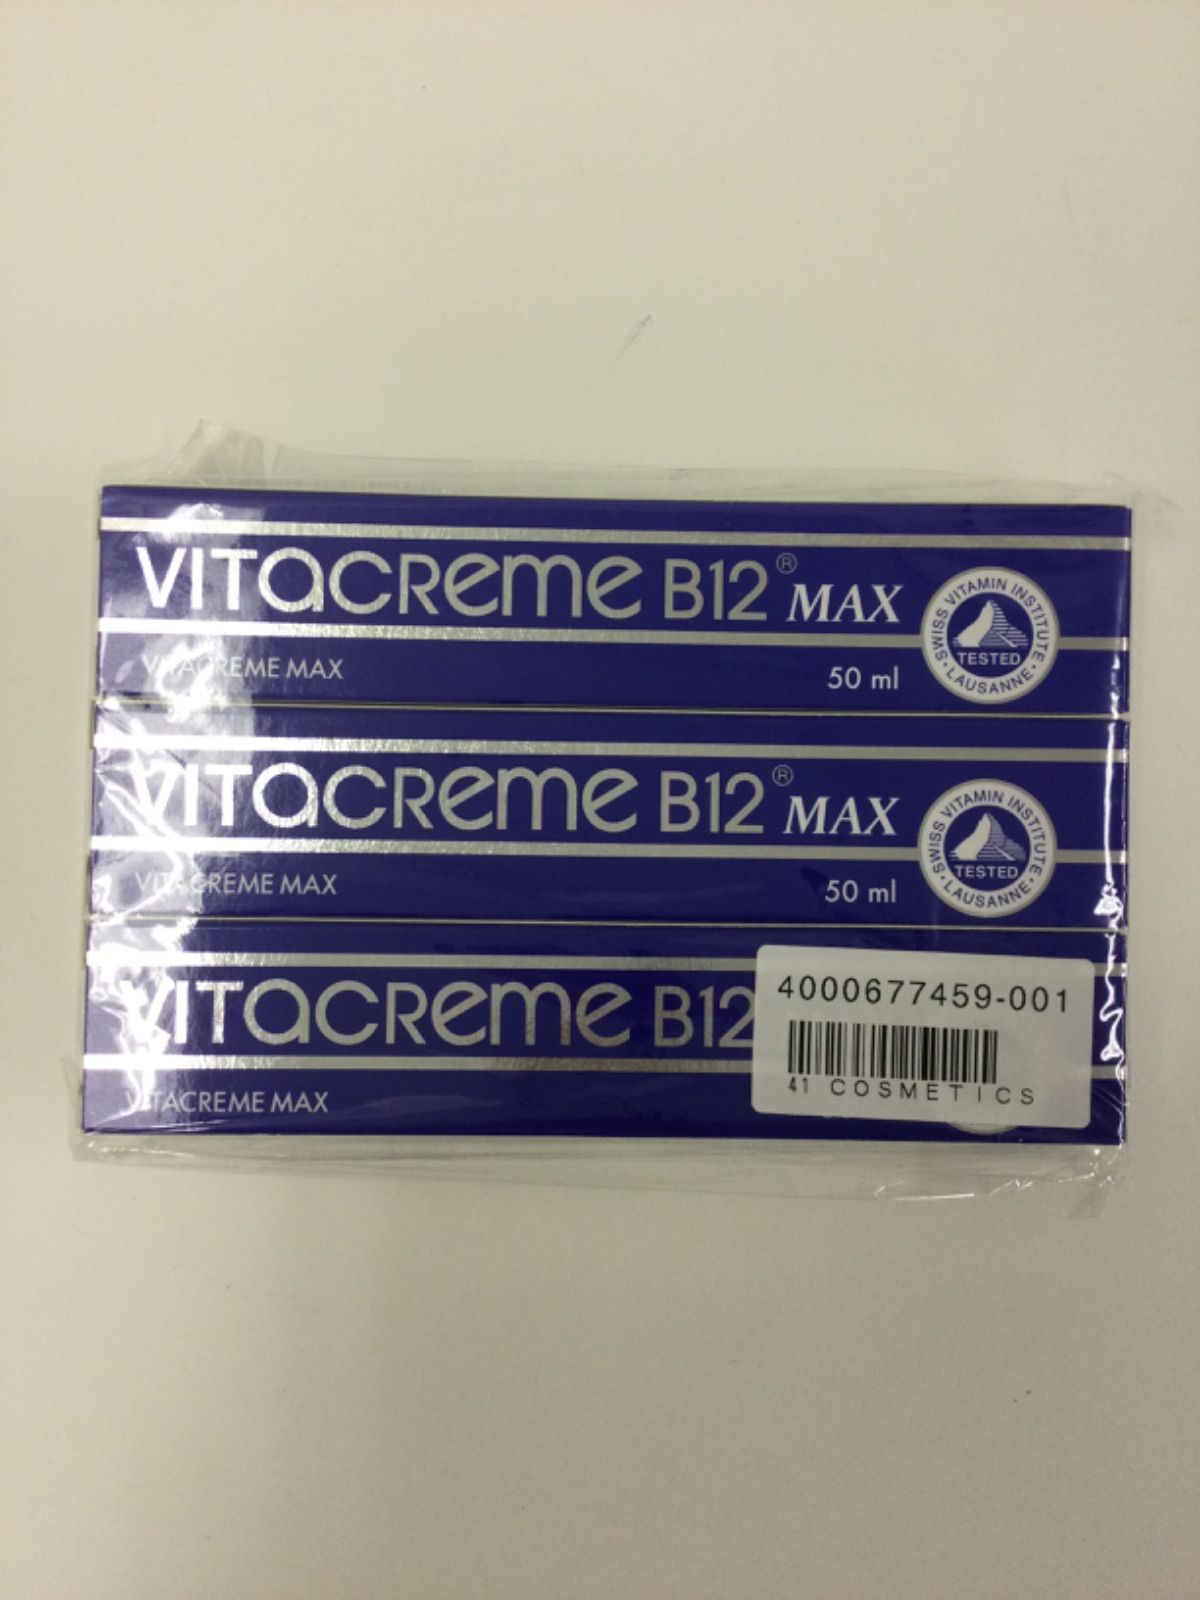 VITACREME B12® MAX
VITACREME MAX
50 ml
SWISS VITAMIN INSTITUTE
TESTED
LAUSANNE
VITACREME B12® MAX
VITACREME MAX
50 ml
SWISS VITAMIN INSTITUTE
TESTED
LAUSANNE
VITACREME B12
VITACREME MAX
4000677459-001
41 COSMETICS